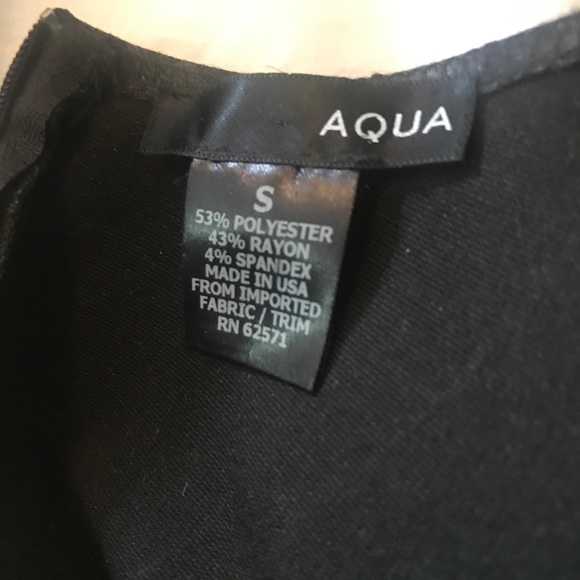 AQUA
S
53% POLYESTER
43% RAYON
4% SPANDEX
MADE IN USA
FROM IMPORTED
FABRIC / TRIM
RN 62571